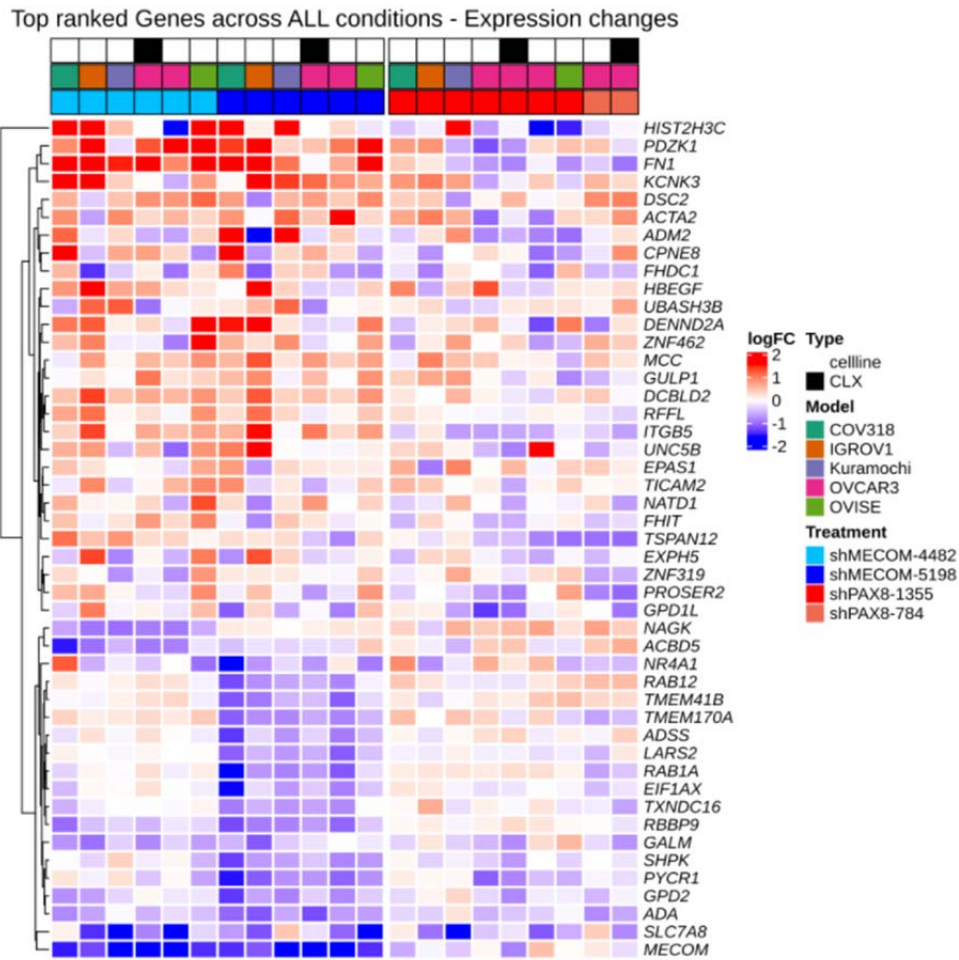 Top ranked Genes across ALL conditions - Expression changes
HIST2H3C
PDZK1
FN1
KCNK3
DSC2
ACTA2
ADM2
CPNE8
FHDC1
HBEGF
UBASH3B
DENND2A
ZNF462
MCC
GULP1
DCBLD2
RFFL
ITGB5
UNC5B
EPAS1
TICAM2
NATD1
FHIT
TSPAN12
EXPH5
ZNF319
PROSER2
GPD1L
NAGK
ACBD5
NR4A1
RAB12
TMEM41B
TMEM170A
ADSS
LARS2
RAB1A
EIF1AX
TXNDC16
RBBP9
GALM
SHPK
PYCR1
GPD2
ADA
SLC7A8
MECOM
logFC
2
1
0
-1
-2
Type
cellline
CLX
Model
COV318
IGROV1
Kuramochi
OVCAR3
OVISE
Treatment
shMECOM-4482
shMECOM-5198
shPAX8-1355
shPAX8-784